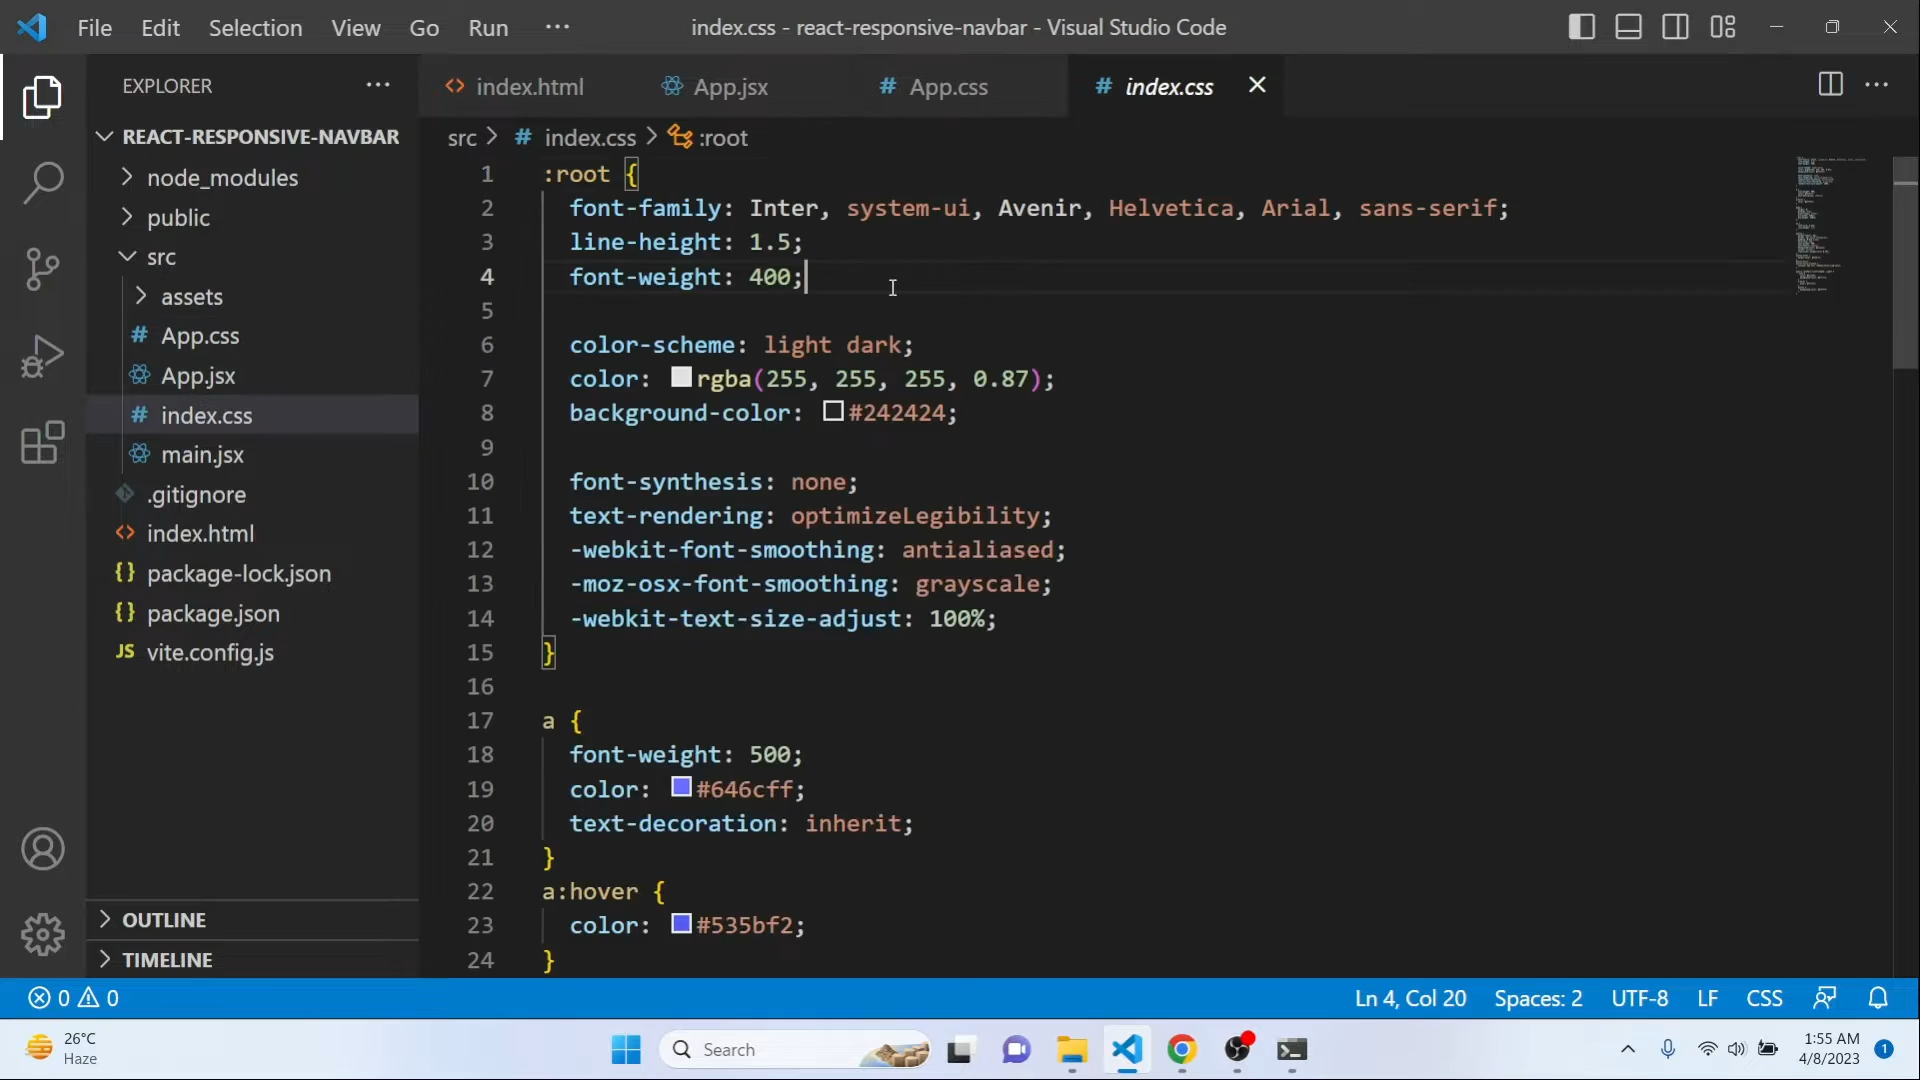 File Edit Selection View Go Run ··· index.css - react-responsive-navbar - Visual Studio Code
EXPLORER ···
index.html App.jsx # App.css # index.css
REACT-RESPONSIVE-NAVBAR
node_modules
public
src
assets
# App.css
App.jsx
# index.css
main.jsx
.gitignore
<> index.html
{} package-lock.json
{} package.json
JS vite.config.js
OUTLINE
TIMELINE
src > # index.css > :root
1 :root {
2 font-family: Inter, system-ui, Avenir, Helvetica, Arial, sans-serif;
3 line-height: 1.5;
4 font-weight: 400;
5
6 color-scheme: light dark;
7 color: rgba(255, 255, 255, 0.87);
8 background-color: #242424;
9
10 font-synthesis: none;
11 text-rendering: optimizeLegibility;
12 -webkit-font-smoothing: antialiased;
13 -moz-osx-font-smoothing: grayscale;
14 -webkit-text-size-adjust: 100%;
15 }
16
17 a {
18 font-weight: 500;
19 color: #646cff;
20 text-decoration: inherit;
21 }
22 a:hover {
23 color: #535bf2;
24 }
0 0 Ln 4, Col 20 Spaces: 2 UTF-8 LF CSS
26°C
Haze
Search
1:55 AM
4/8/2023
1